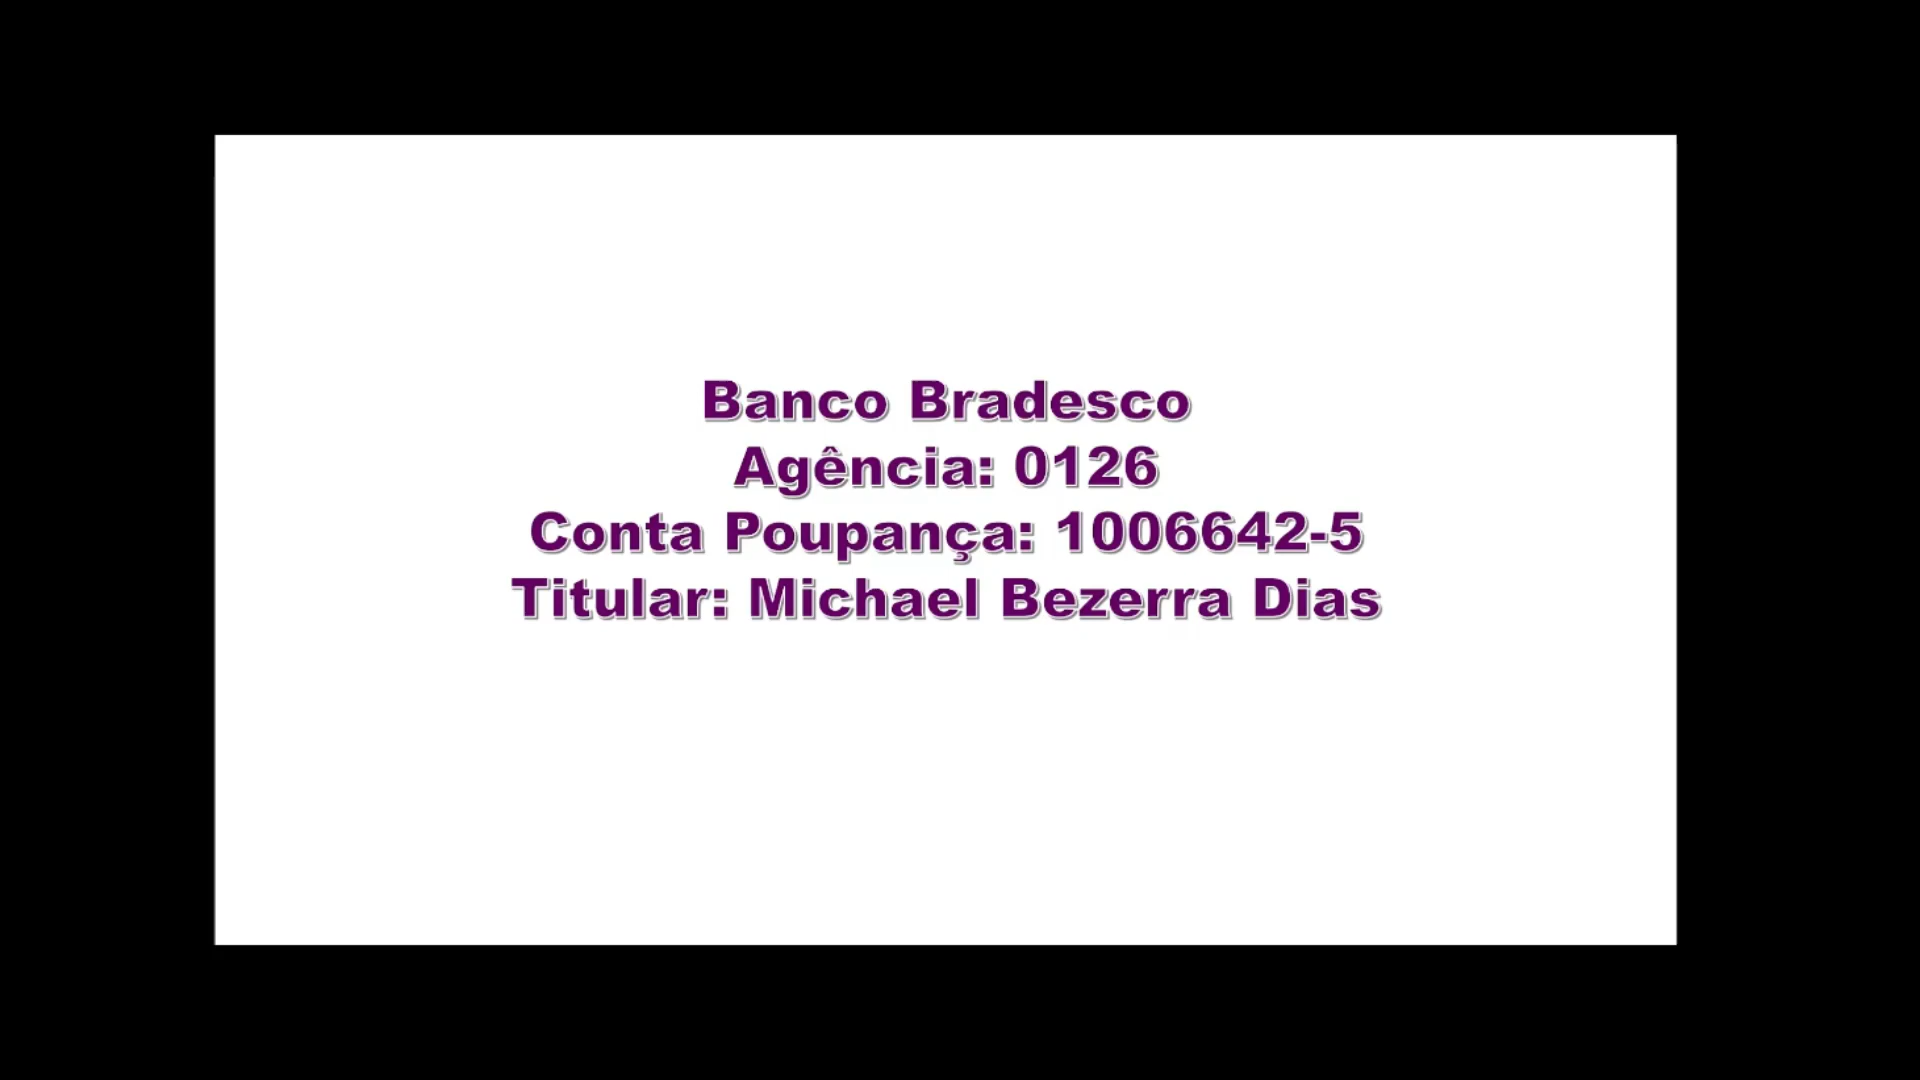 Banco Bradesco
Agência: 0126
Conta Poupança: 1006642-5
Titular: Michael Bezerra Dias